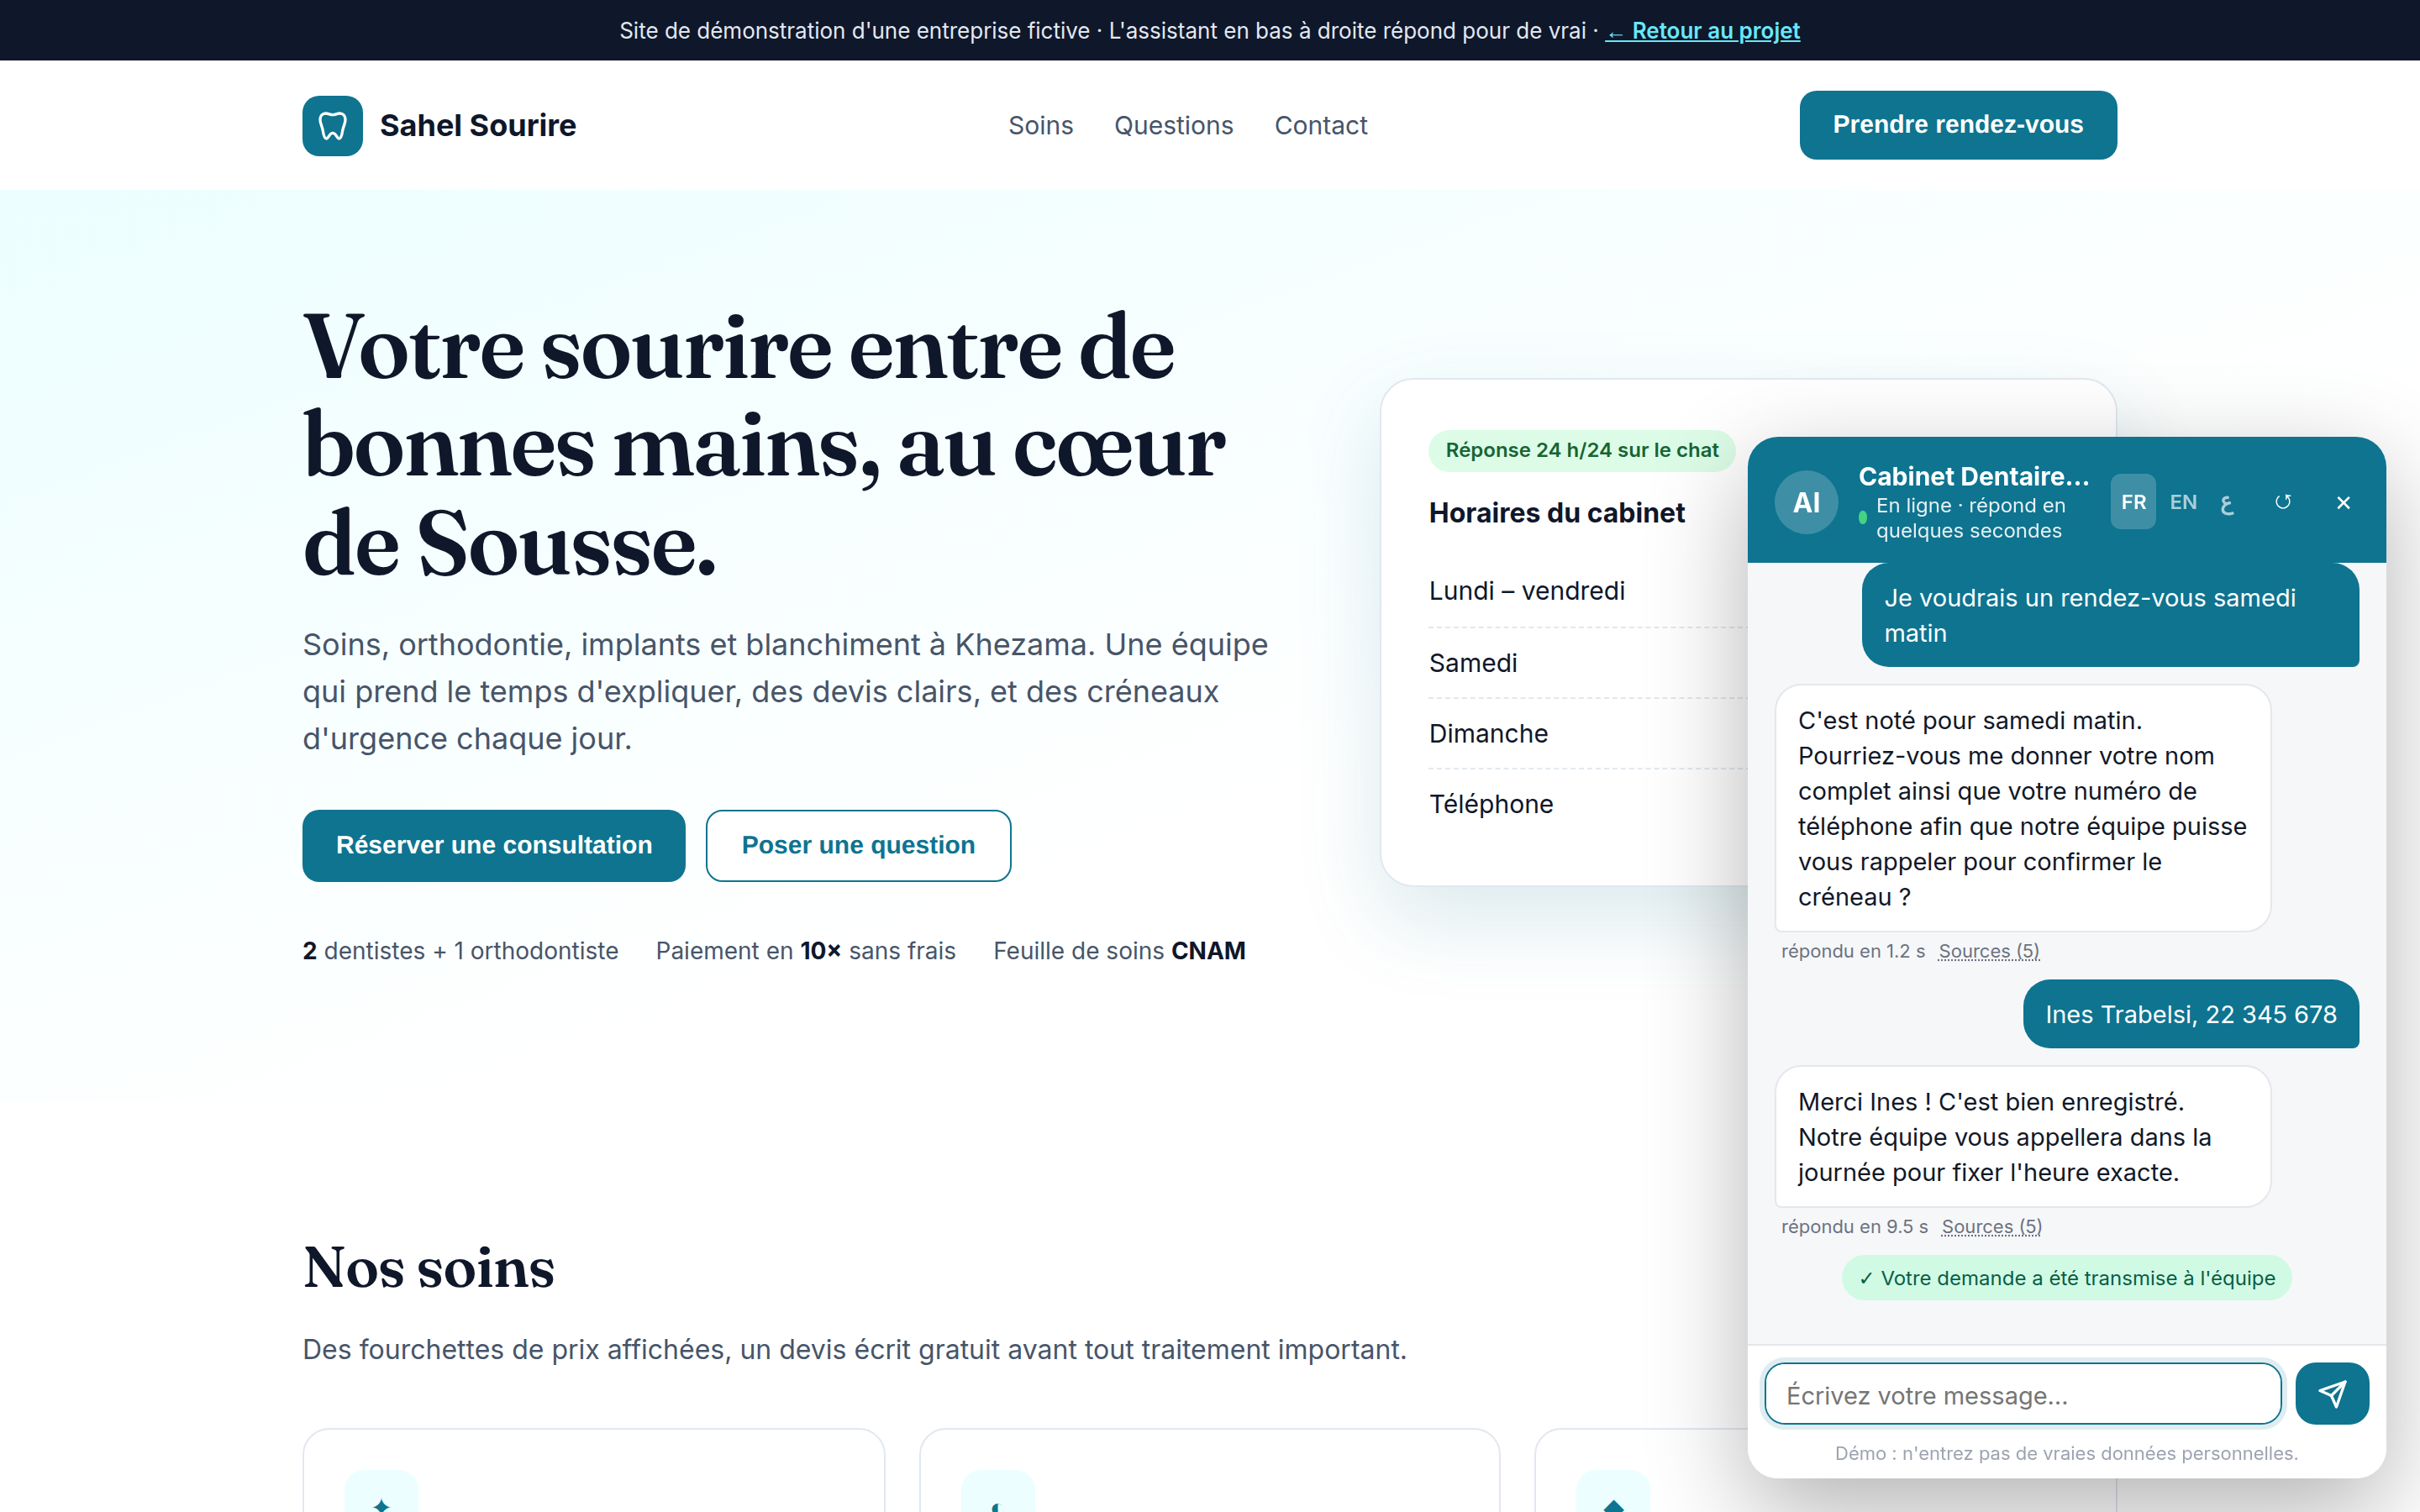 Site de démonstration d'une entreprise fictive · L'assistant en bas à droite répond pour de vrai · ← Retour au projet
Sahel Sourire
Soins
Questions
Contact
Prendre rendez-vous
Votre sourire entre de
bonnes mains, au cœur
de Sousse.
Soins, orthodontie, implants et blanchiment à Khezama. Une équipe
qui prend le temps d'expliquer, des devis clairs, et des créneaux
d'urgence chaque jour.
Réserver une consultation
Poser une question
2 dentistes + 1 orthodontiste
Paiement en 10× sans frais
Feuille de soins CNAM
Réponse 24 h/24 sur le chat
Horaires du cabinet
Lundi – vendredi
Samedi
Dimanche
Téléphone
AI
Cabinet Dentaire...
En ligne · répond en
quelques secondes
FR
EN
ع
Je voudrais un rendez-vous samedi
matin
C'est noté pour samedi matin.
Pourriez-vous me donner votre nom
complet ainsi que votre numéro de
téléphone afin que notre équipe puisse
vous rappeler pour confirmer le
créneau ?
répondu en 1.2 s Sources (5)
Ines Trabelsi, 22 345 678
Merci Ines ! C'est bien enregistré.
Notre équipe vous appellera dans la
journée pour fixer l'heure exacte.
répondu en 9.5 s Sources (5)
✓ Votre demande a été transmise à l'équipe
Écrivez votre message...
Démo : n'entrez pas de vraies données personnelles.
Nos soins
Des fourchettes de prix affichées, un devis écrit gratuit avant tout traitement important.